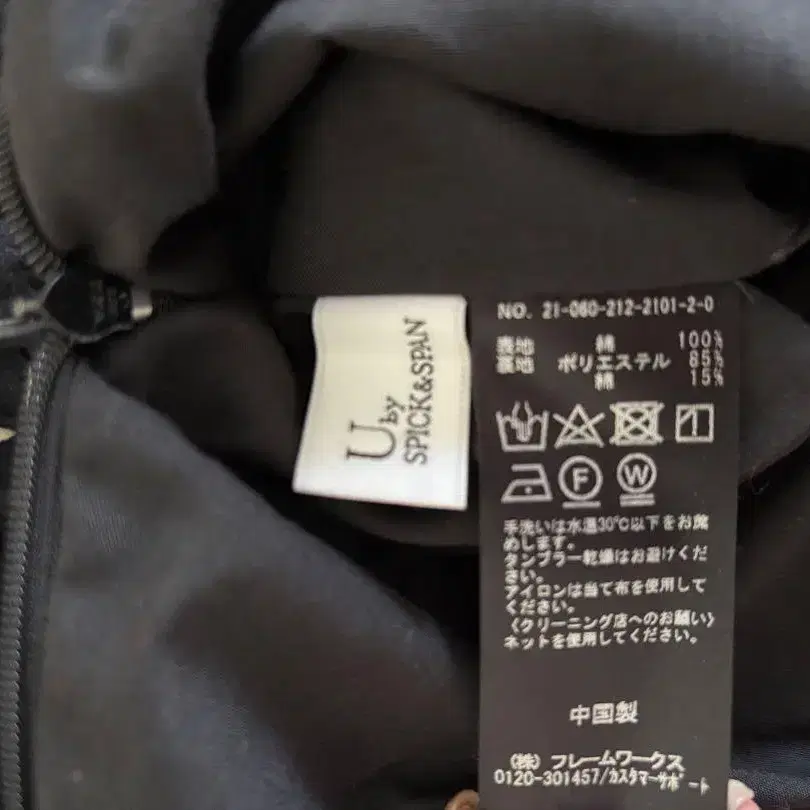 U by
SPICK&SPAN
NO. 21-060-212-2101-2-0
表地 綿 100%
裏地 ポリエステル 85%
綿 15%
F W
手洗いは水温30℃以下をお薦
めします。
タンブラー乾燥はお避けくだ
さい。
アイロンは当て布を使用して
ください。
〈クリーニング店へのお願い〉
ネットを使用してください。
中国製
(株) フレームワークス
0120-301457/カスタマーサポート